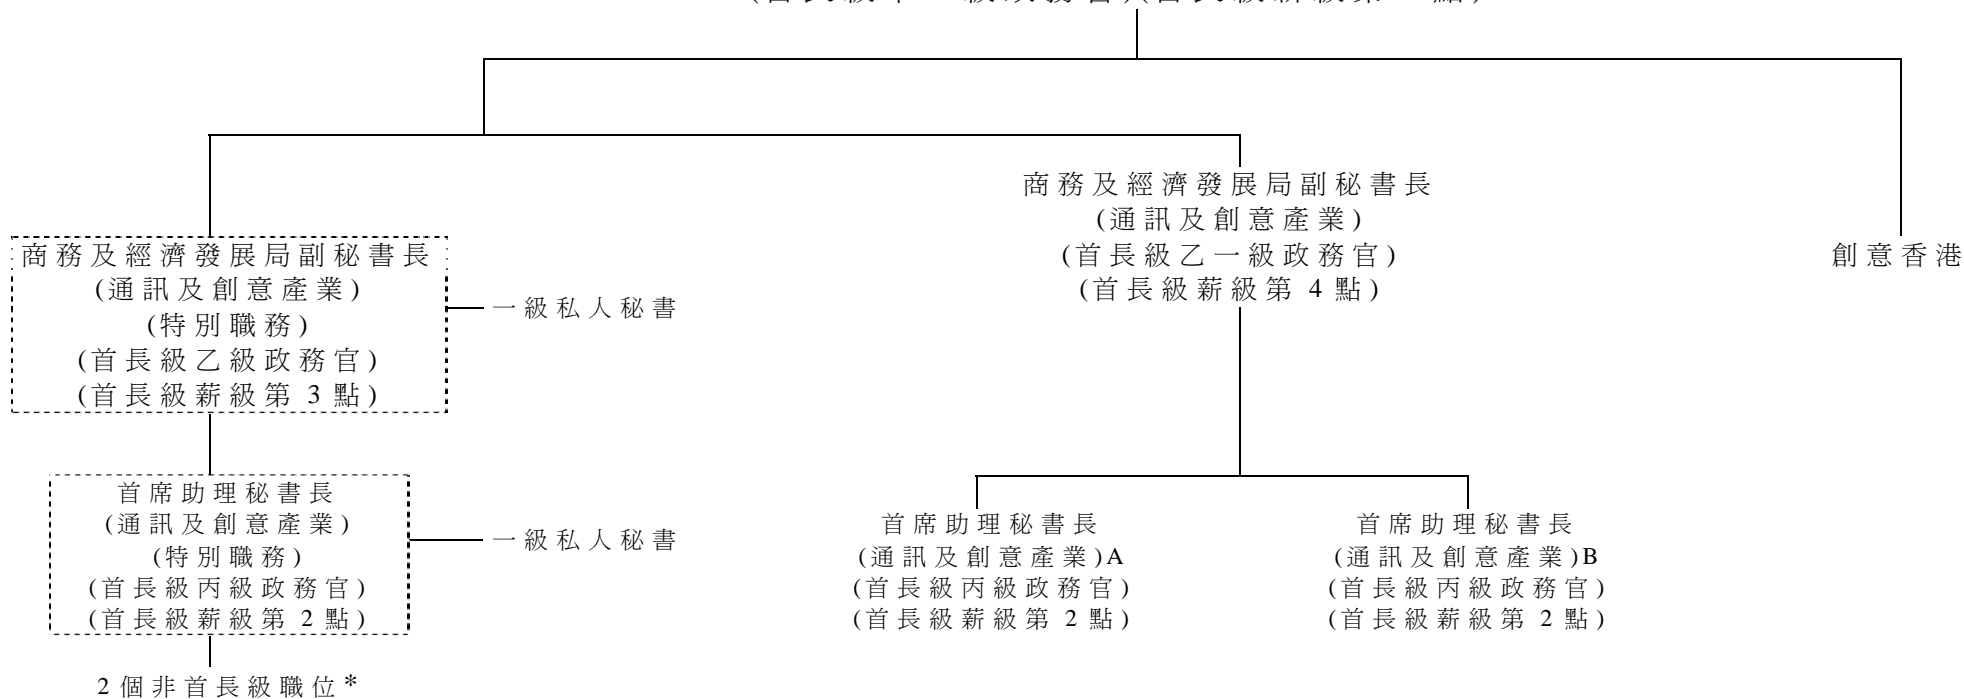 商務及經濟發展局副秘書長
(通訊及創意產業)
(首長級乙一級政務官)
(首長級薪級第 4 點)
創意香港
商務及經濟發展局副秘書長
(通訊及創意產業)
(特別職務)
(首長級乙級政務官)
(首長級薪級第 3 點)
一級私人秘書
首席助理秘書長
(通訊及創意產業)
(特別職務)
(首長級丙級政務官)
(首長級薪級第 2 點)
一級私人秘書
首席助理秘書長
(通訊及創意產業)A
(首長級丙級政務官)
(首長級薪級第 2 點)
首席助理秘書長
(通訊及創意產業)B
(首長級丙級政務官)
(首長級薪級第 2 點)
2 個非首長級職位*